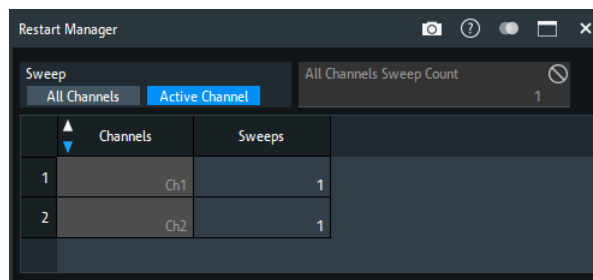 Restart Manager
Sweep
All Channels Active Channel
All Channels Sweep Count
1
Channels Sweeps
1 Ch1 1
2 Ch2 1